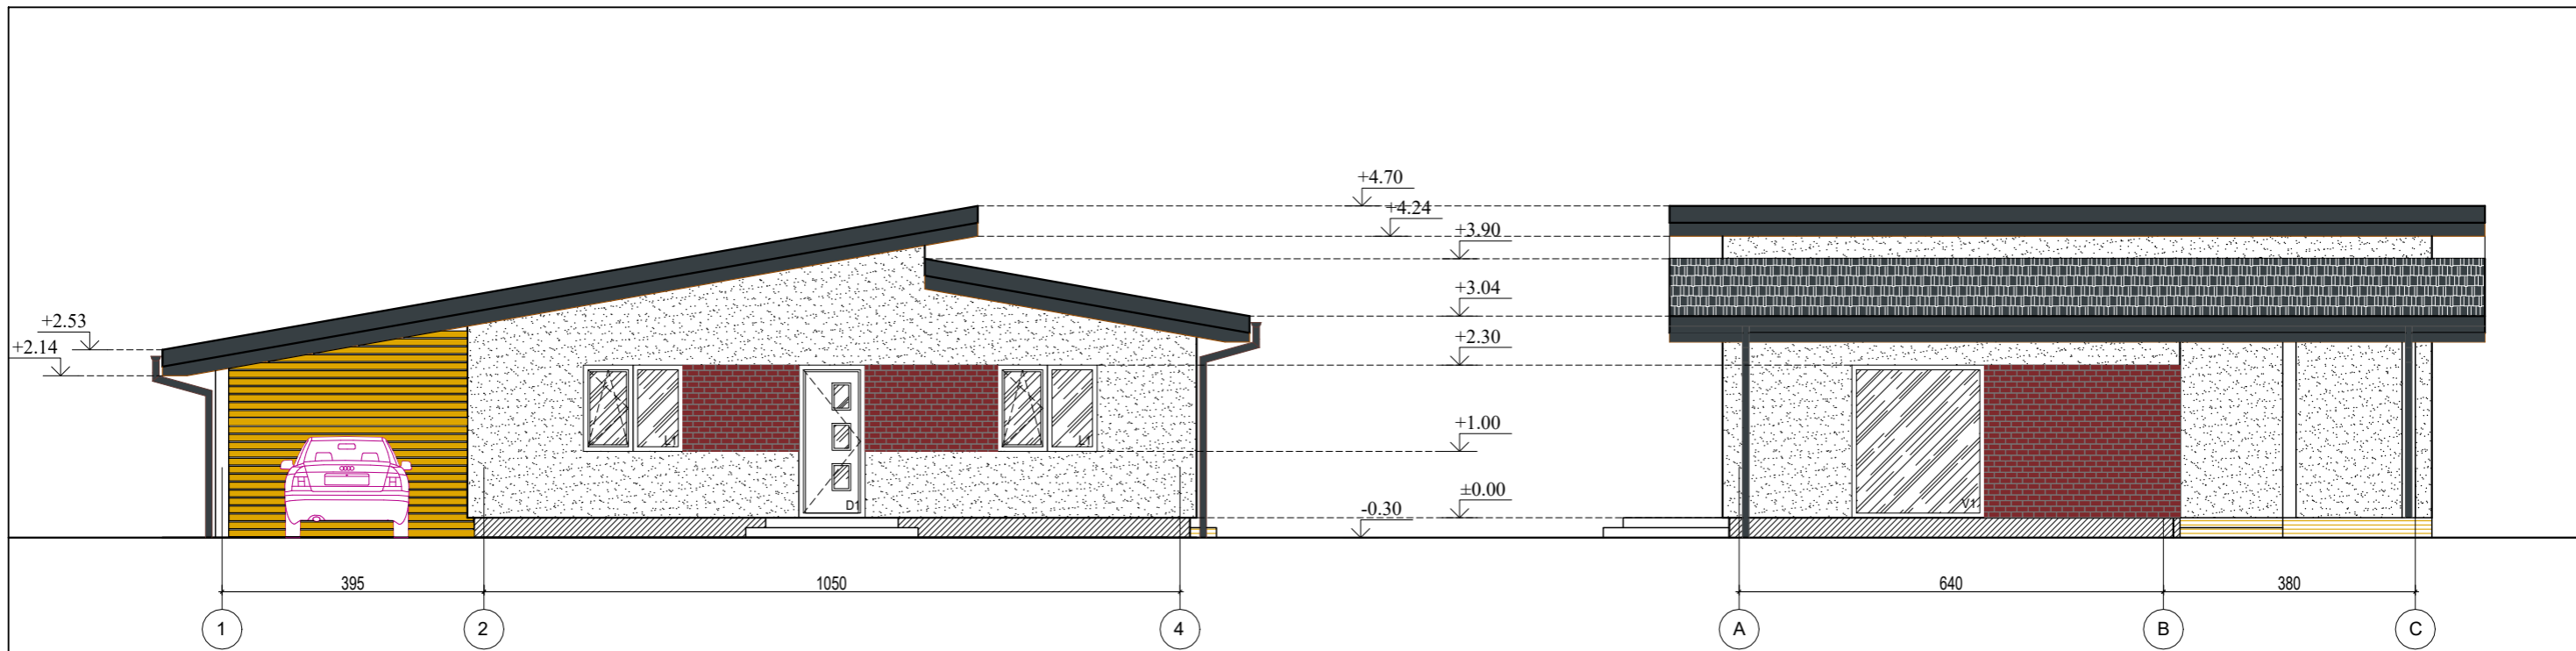 +4.70
+4.24
+3.90
+3.04
+2.53
+2.30
+2.14
+1.00
±0.00
-0.30
L1
L1
D1
V1
395
1050
640
380
1
2
4
A
B
C